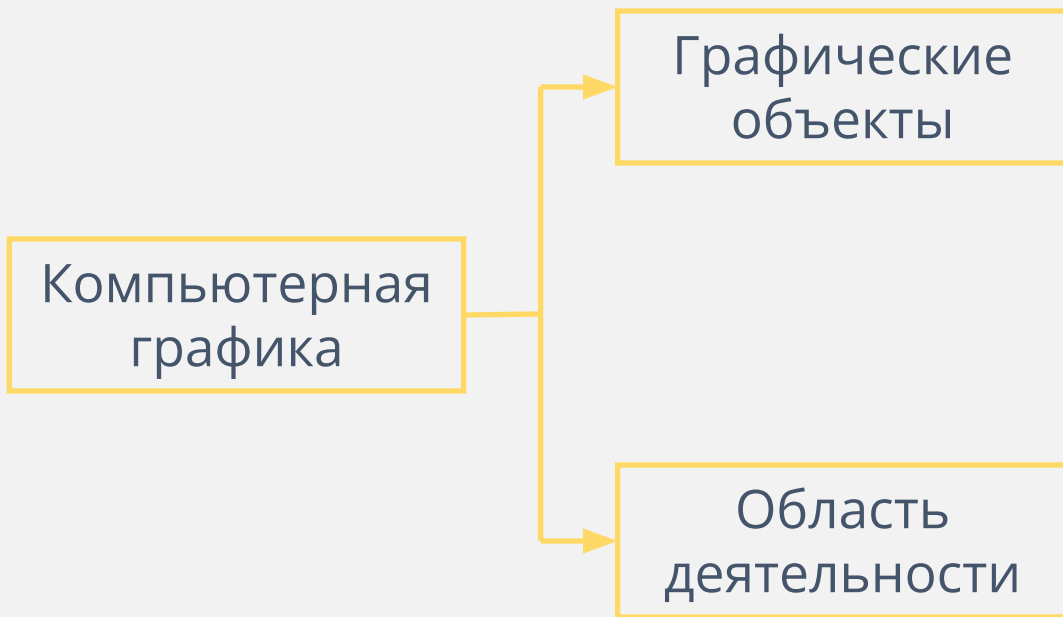 Графические
объекты
Компьютерная
графика
Область
деятельности